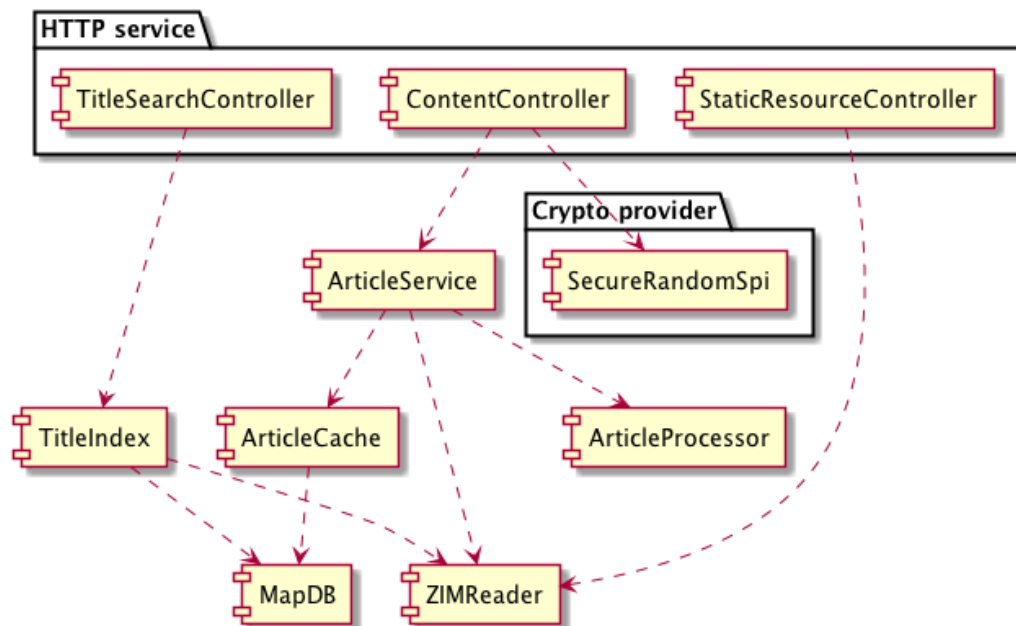 HTTP service
TitleSearchController
ContentController
StaticResourceController
Crypto provider
ArticleService
SecureRandomSpi
TitleIndex
ArticleCache
ArticleProcessor
MapDB
ZIMReader